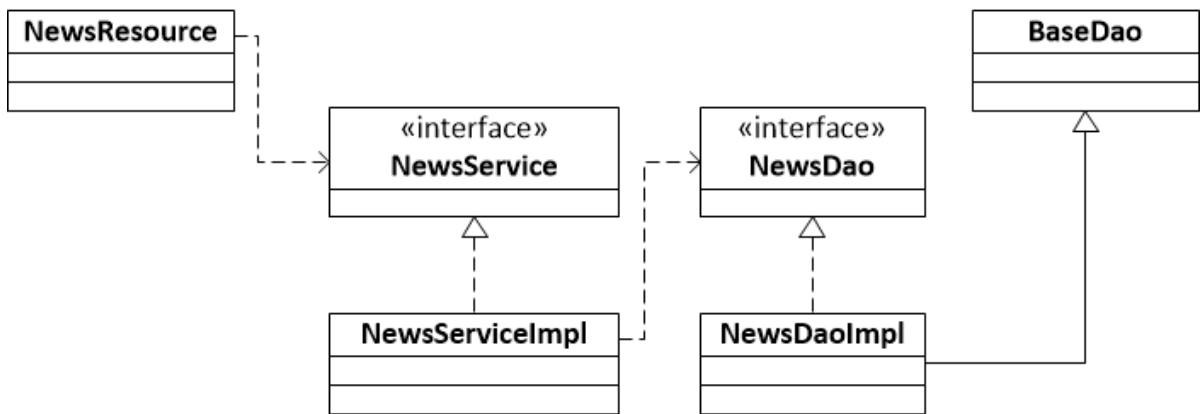 NewsResource
BaseDao
«interface»
NewsService
«interface»
NewsDao
NewsServiceImpl
NewsDaoImpl